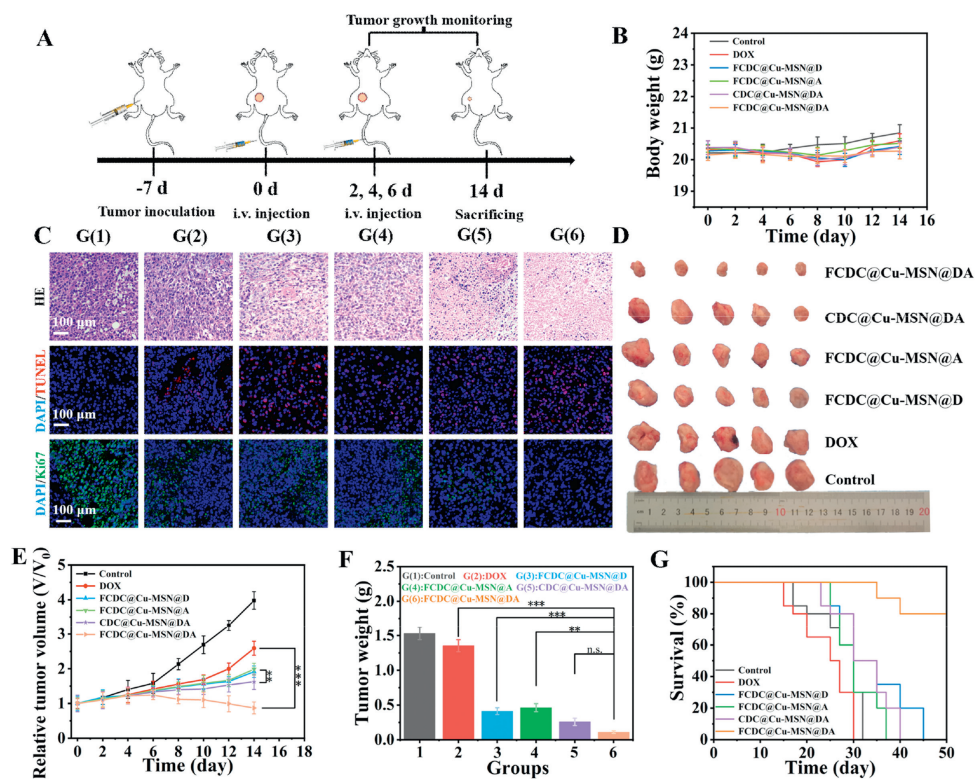 A
Tumor growth monitoring
-7 d
0 d
2, 4, 6 d
14d
Tumor inoculation
i.v. injection
i.v. injection
Sacrificing
B
Body weight (g)
24
23
22
21
20
19
Control
DOX
FCDC@Cu-MSN@D
FCDC@Cu-MSN@A
CDC@Cu-MSN@DA
FCDC@Cu-MSN@DA
0 2 4 6 8 10 12 14 16
Time (day)
C
G(1) G(2) G(3) G(4) G(5) G(6)
HE
100 μm
DAPI/TUNEL
100 μm
DAPI/Ki67
100 μm
D
FCDC@Cu-MSN@DA
CDC@Cu-MSN@DA
FCDC@Cu-MSN@A
FCDC@Cu-MSN@D
DOX
Control
1 2 3 4 5 6 7 8 9 10 11 12 13 14 15 16 17 18 19 20
E
Relative tumor volume (V/V0)
5
4
3
2
1
0
Control
DOX
FCDC@Cu-MSN@D
FCDC@Cu-MSN@A
CDC@Cu-MSN@DA
FCDC@Cu-MSN@DA
**
***
0 2 4 6 8 10 12 14 16 18
Time (day)
F
Tumor weight (g)
2.0
1.5
1.0
0.5
0.0
G(1):Control G(2):DOX G(3):FCDC@Cu-MSN@D
G(4):FCDC@Cu-MSN@A G(5):CDC@Cu-MSN@DA
G(6):FCDC@Cu-MSN@DA
***
***
**
n.s.
1 2 3 4 5 6
Groups
G
Survival (%)
100
80
60
40
20
0
Control
DOX
FCDC@Cu-MSN@D
FCDC@Cu-MSN@A
CDC@Cu-MSN@DA
FCDC@Cu-MSN@DA
0 10 20 30 40 50
Time (day)